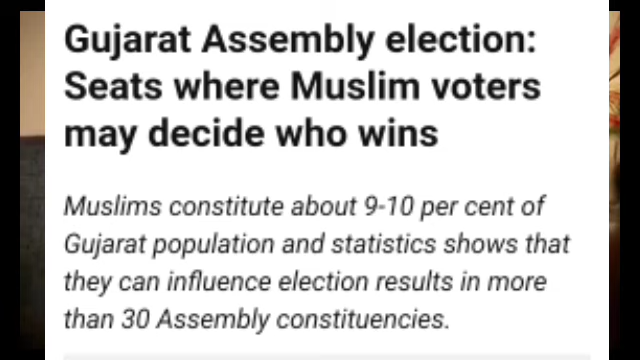 Gujarat Assembly election:
Seats where Muslim voters
may decide who wins
Muslims constitute about 9-10 per cent of
Gujarat population and statistics shows that
they can influence election results in more
than 30 Assembly constituencies.